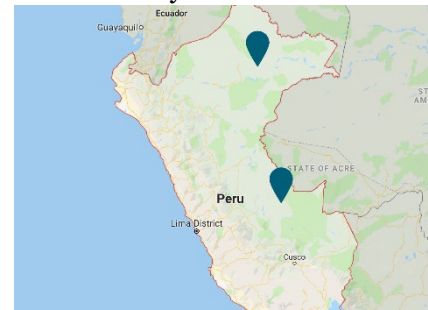 Ecuador
Guayaquil
STATE OF ACRE
Peru
Lima District
Cusco